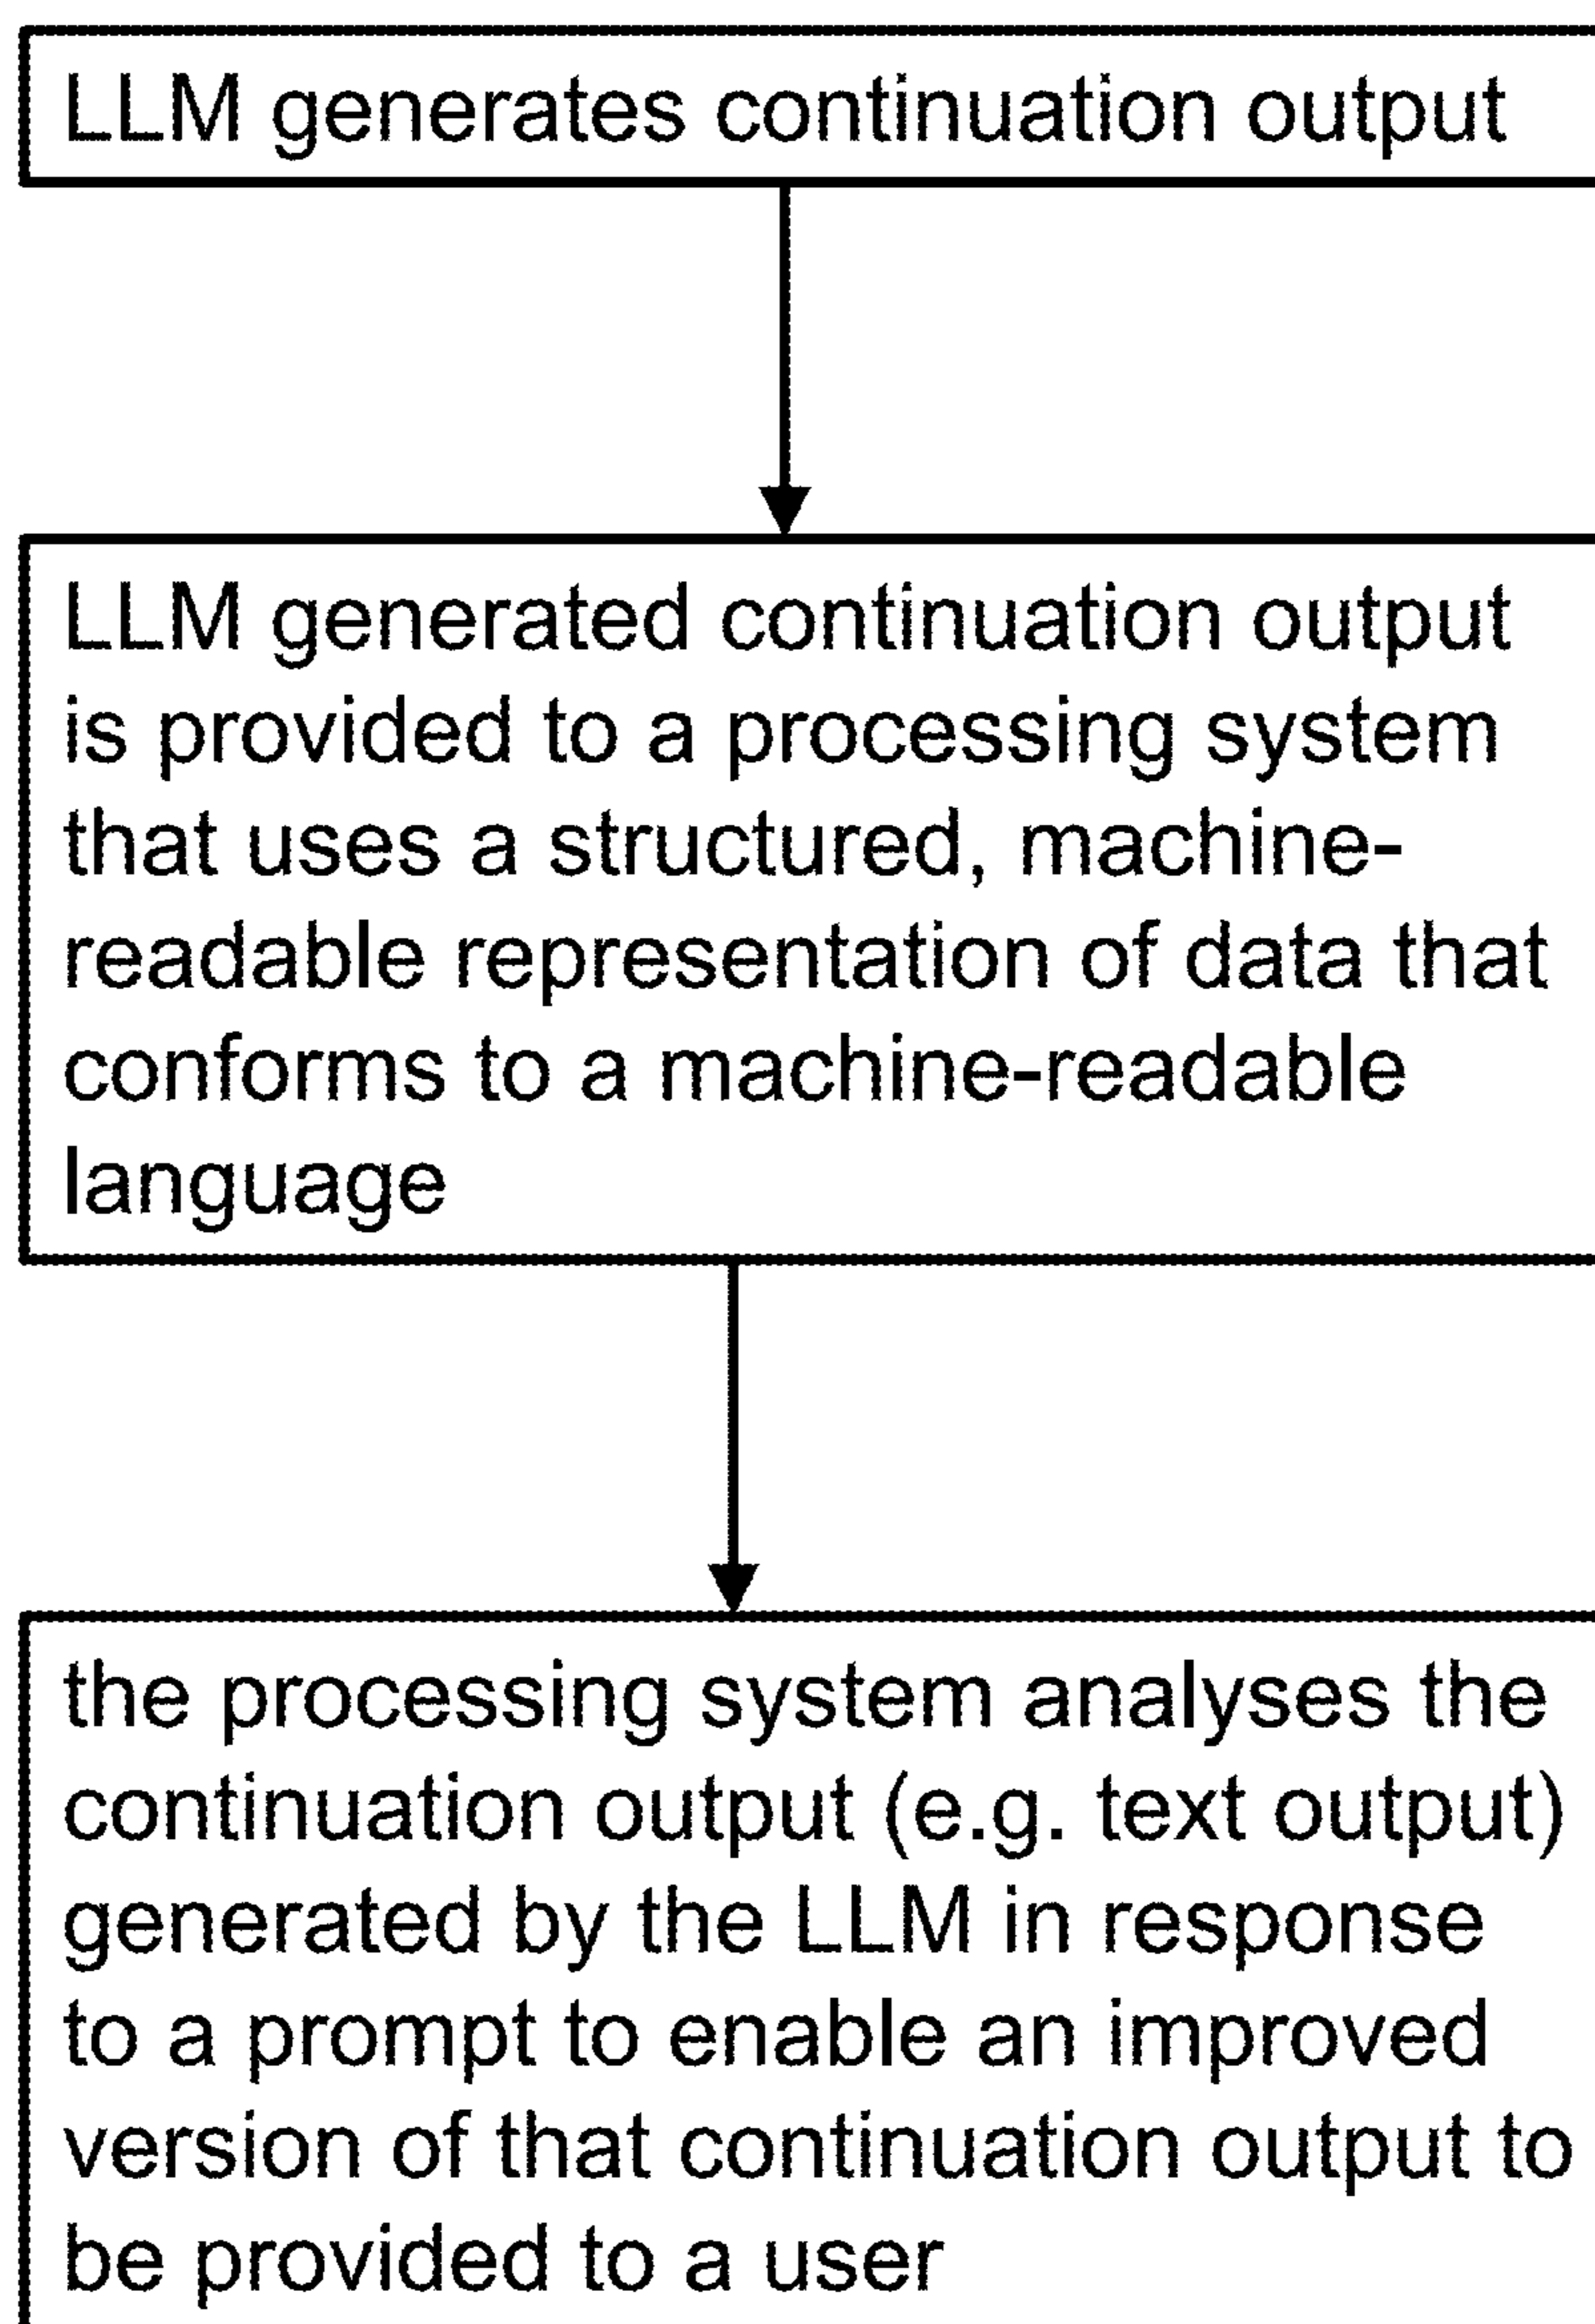 LLM generates continuation output
LLM generated continuation output
is provided to a processing system
that uses a structured, machine-
readable representation of data that
conforms to a machine-readable
language
the processing system analyses the
continuation output (e.g. text output)
generated by the LLM in response
to a prompt to enable an improved
version of that continuation output to
be provided to a user